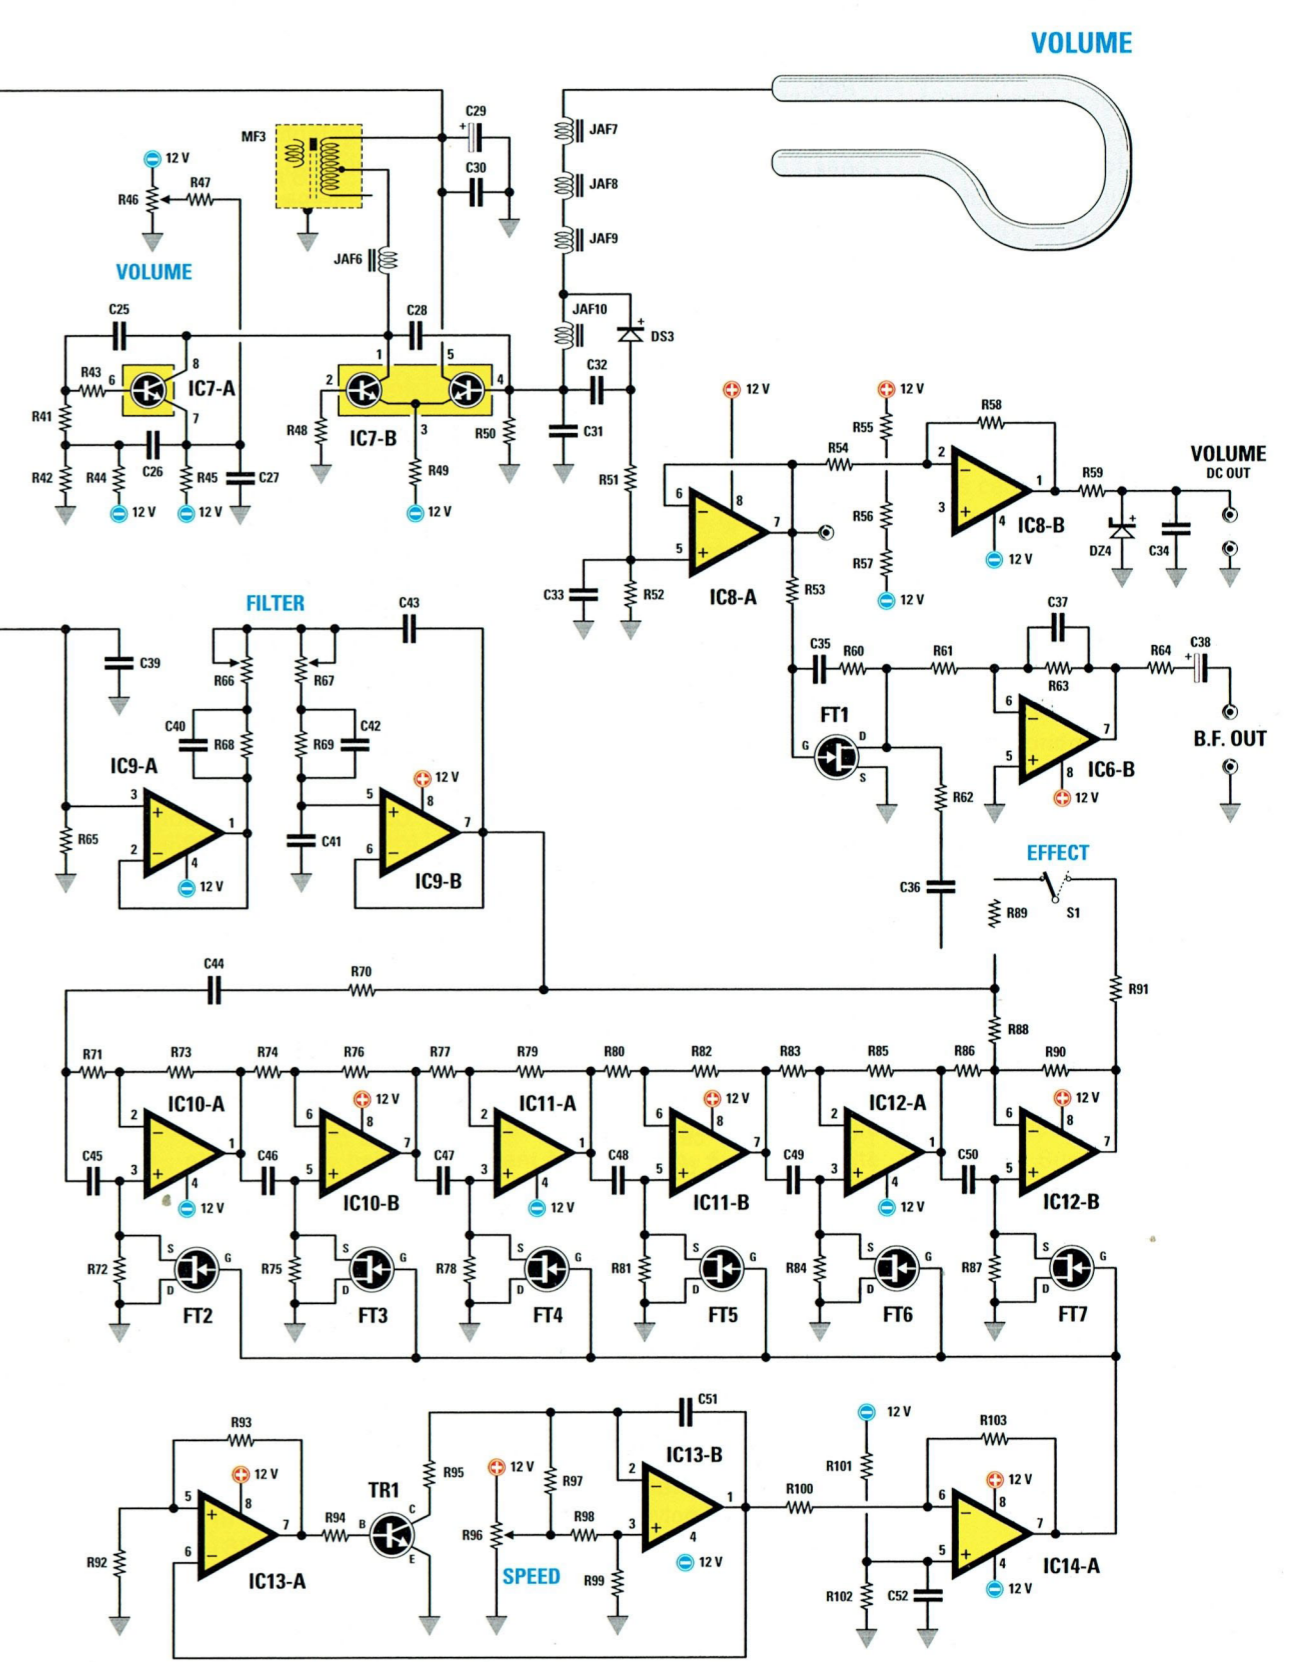 VOLUME
C29
+
MF3
JAF7
12 V
C30
R47
JAF8
R46
JAF9
JAF6
VOLUME
C25
C28
JAF10
+
DS3
8
1
5
R43
6
IC7-A
2
4
C32
R41
7
3
R48
IC7-B
R50
C31
C26
R42
R44
R45
C27
R49
R51
12 V
12 V
12 V
12 V
12 V
R58
R55
R54
2
VOLUME
DC OUT
6
8
1
R59
R56
3
IC8-B
+
7
4
5
R57
12 V
DZ4
C34
IC8-A
C33
R52
R53
12 V
FILTER
C43
C37
C39
R66
R67
C35
R60
R61
R63
R64
+
C38
C40
R68
R69
C42
FT1
D
G
S
6
7
5
8
IC6-B
12 V
B.F. OUT
IC9-A
12 V
3
1
5
8
7
R62
R65
2
4
C41
6
12 V
IC9-B
EFFECT
C36
R89
S1
C44
R70
R91
R88
R71
R73
R74
R76
R77
R79
R80
R82
R83
R85
R86
R90
IC10-A
12 V
IC11-A
12 V
IC12-A
12 V
2
6
8
2
6
8
2
6
8
1
7
1
7
1
7
C45
3
C46
5
C47
3
C48
5
C49
3
C50
5
4
12 V
IC10-B
4
12 V
IC11-B
4
12 V
IC12-B
S
G
S
G
S
G
S
G
S
G
S
G
R72
R75
R78
R81
R84
R87
D
D
D
D
D
D
FT2
FT3
FT4
FT5
FT6
FT7
C51
12 V
R93
R103
IC13-B
12 V
12 V
R101
12 V
R95
R97
2
TR1
5
8
C
1
R100
6
8
7
R94
B
R96
R98
3
4
7
R92
6
E
12 V
5
4
IC14-A
IC13-A
SPEED
R99
R102
C52
12 V